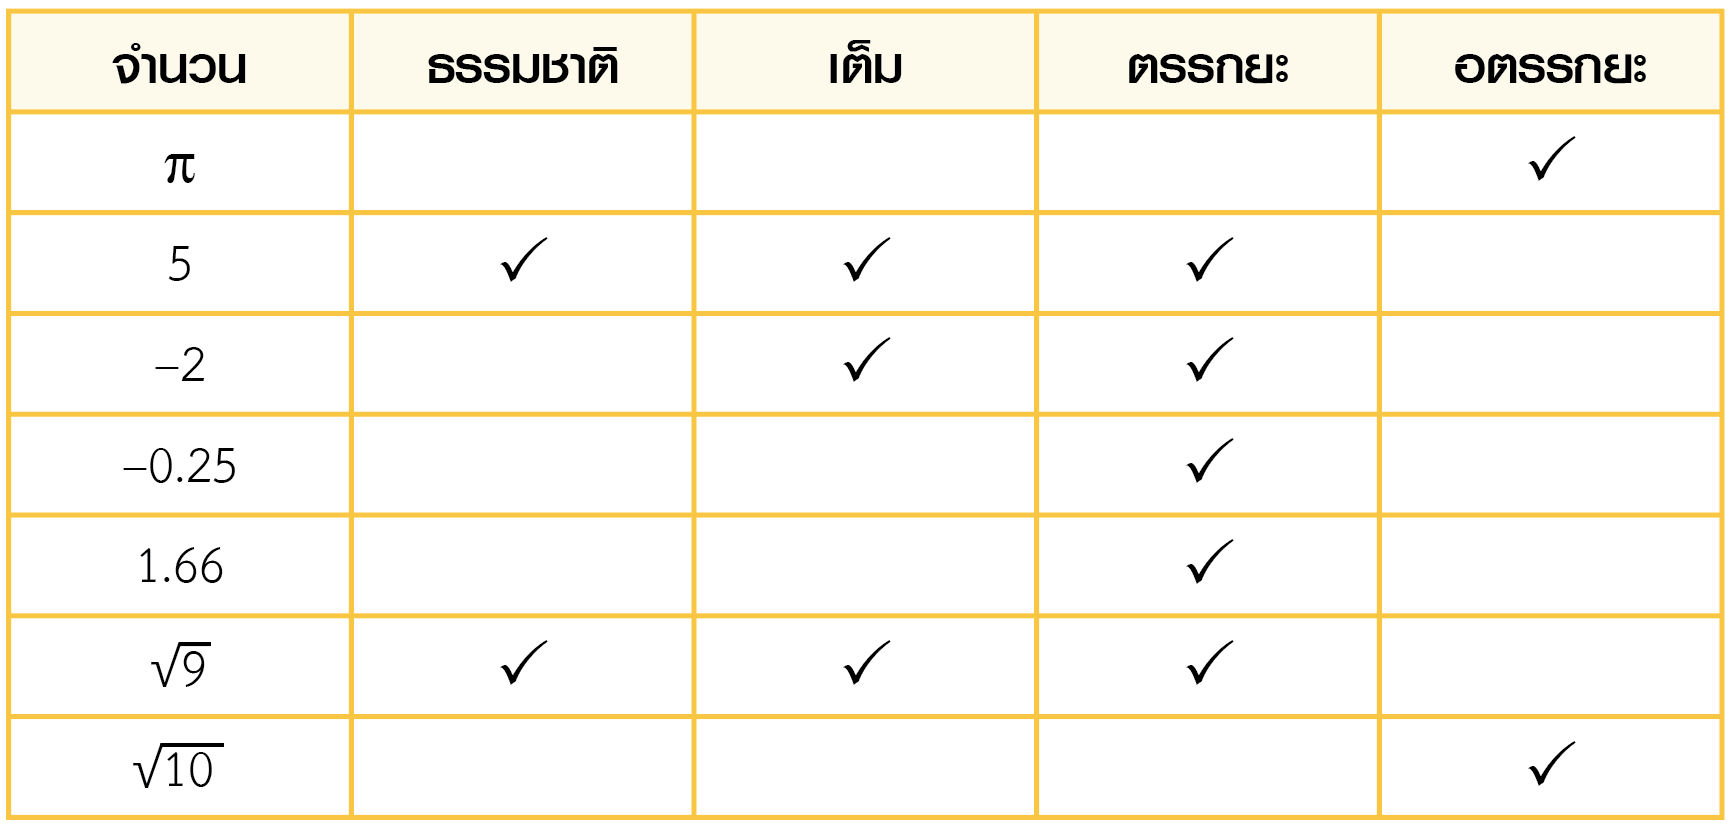 จำนวน ธรรมชาติ เต็ม ตรรกยะ อตรรกยะ
π ✓
5 ✓ ✓ ✓
–2 ✓ ✓
–0.25 ✓
1.66 ✓
√9 ✓ ✓ ✓
√10 ✓